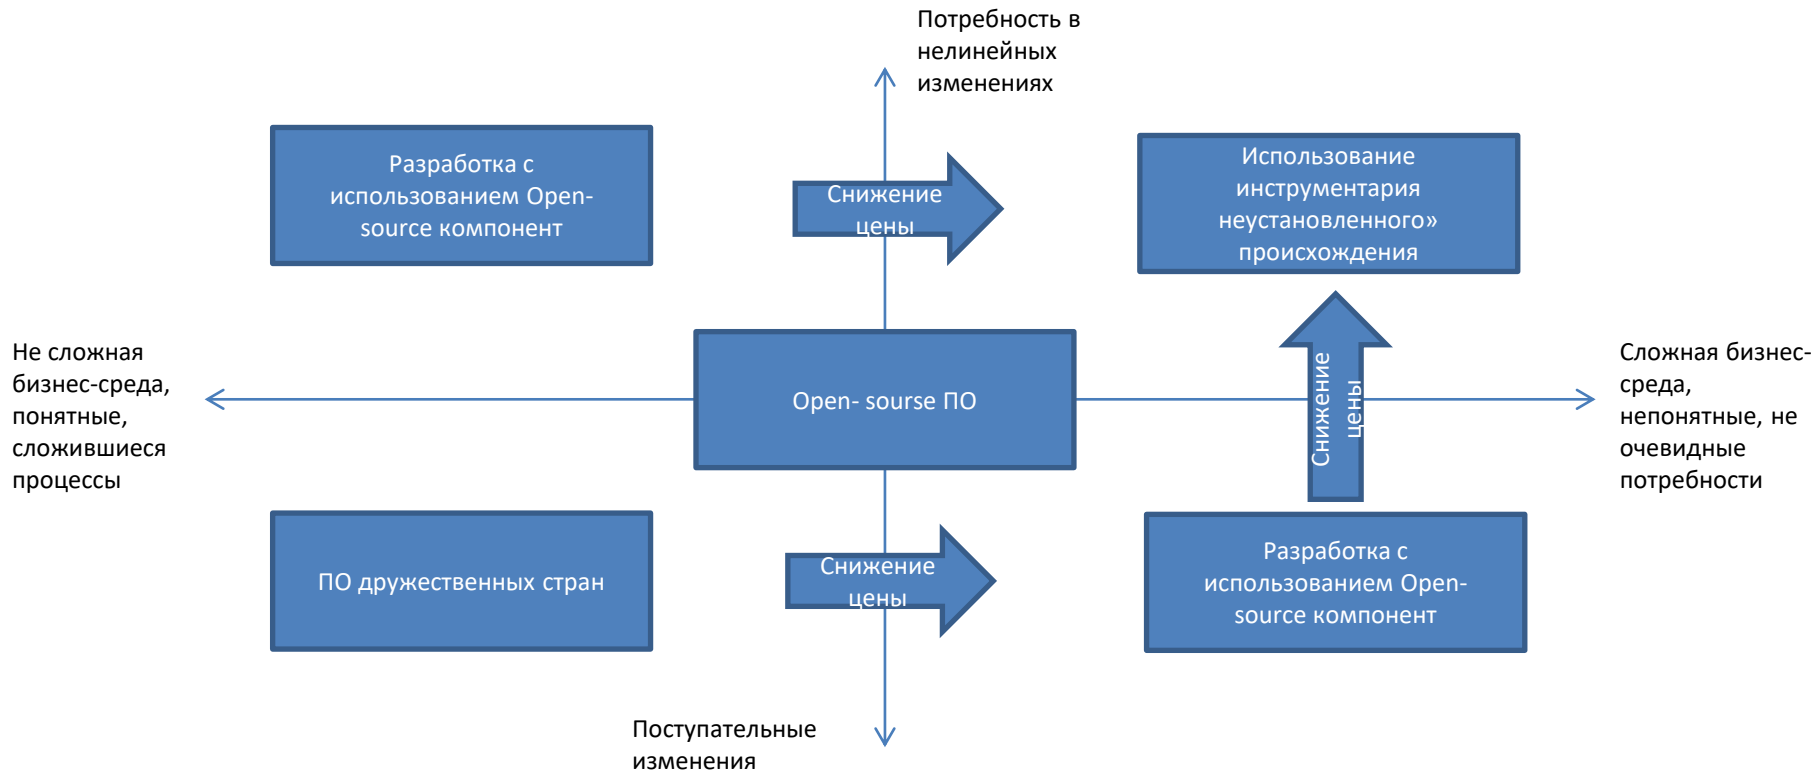 Потребность в
нелинейных
изменениях
Разработка с
использованием Open-
source компонент
Снижение
цены
Использование
инструментария
неустановленного»
происхождения
Не сложная
бизнес-среда,
понятные,
сложившиеся
процессы
Open- sourse ПО
Снижение
цены
Сложная бизнес-
среда,
непонятные, не
очевидные
потребности
ПО дружественных стран
Снижение
цены
Разработка с
использованием Open-
source компонент
Поступательные
изменения